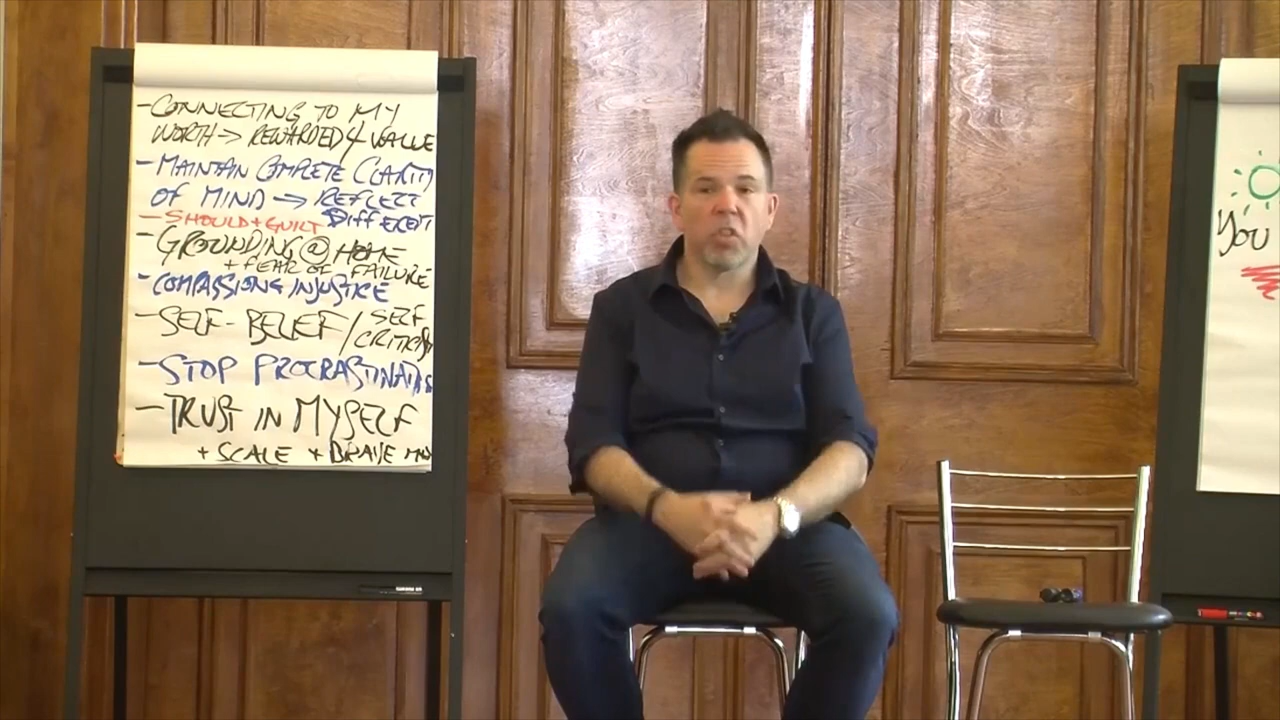 - CONNECTING TO MY
WORTH → REWARDED 4 VALUE
- MAINTAIN COMPLETE CLARITY
OF MIND → REFLECT
DIFFERENT
- SHOULD + GUILT
- GROUNDING @ HOME
+ FEAR OF FAILURE
- COMPASSION INJUSTICE
- SELF-BELIEF / SELF
CRITICISM
- STOP PROCRASTINATING
- TRUST IN MYSELF
+ SCALE + BRAVE
You